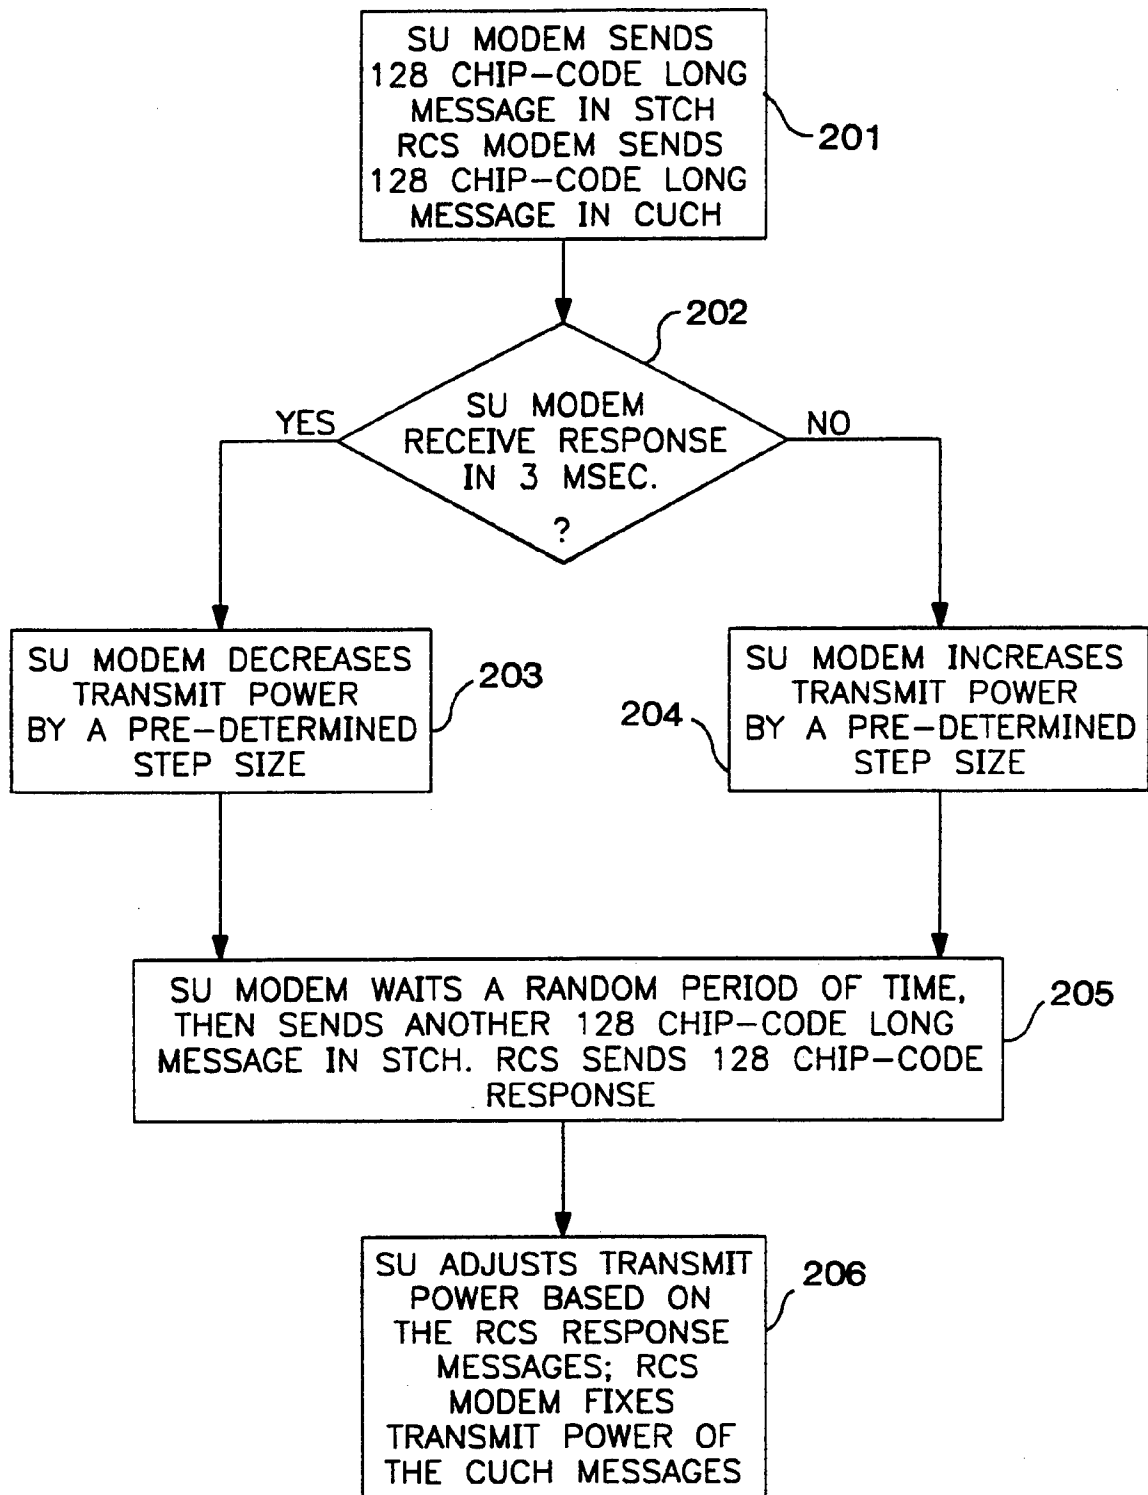 SU MODEM SENDS
128 CHIP-CODE LONG
MESSAGE IN STCH
RCS MODEM SENDS
128 CHIP-CODE LONG
MESSAGE IN CUCH
201
202
SU MODEM
RECEIVE RESPONSE
IN 3 MSEC.
?
YES
NO
SU MODEM DECREASES
TRANSMIT POWER
BY A PRE-DETERMINED
STEP SIZE
203
SU MODEM INCREASES
TRANSMIT POWER
BY A PRE-DETERMINED
STEP SIZE
204
SU MODEM WAITS A RANDOM PERIOD OF TIME,
THEN SENDS ANOTHER 128 CHIP-CODE LONG
MESSAGE IN STCH. RCS SENDS 128 CHIP-CODE
RESPONSE
205
SU ADJUSTS TRANSMIT
POWER BASED ON
THE RCS RESPONSE
MESSAGES; RCS
MODEM FIXES
TRANSMIT POWER OF
THE CUCH MESSAGES
206